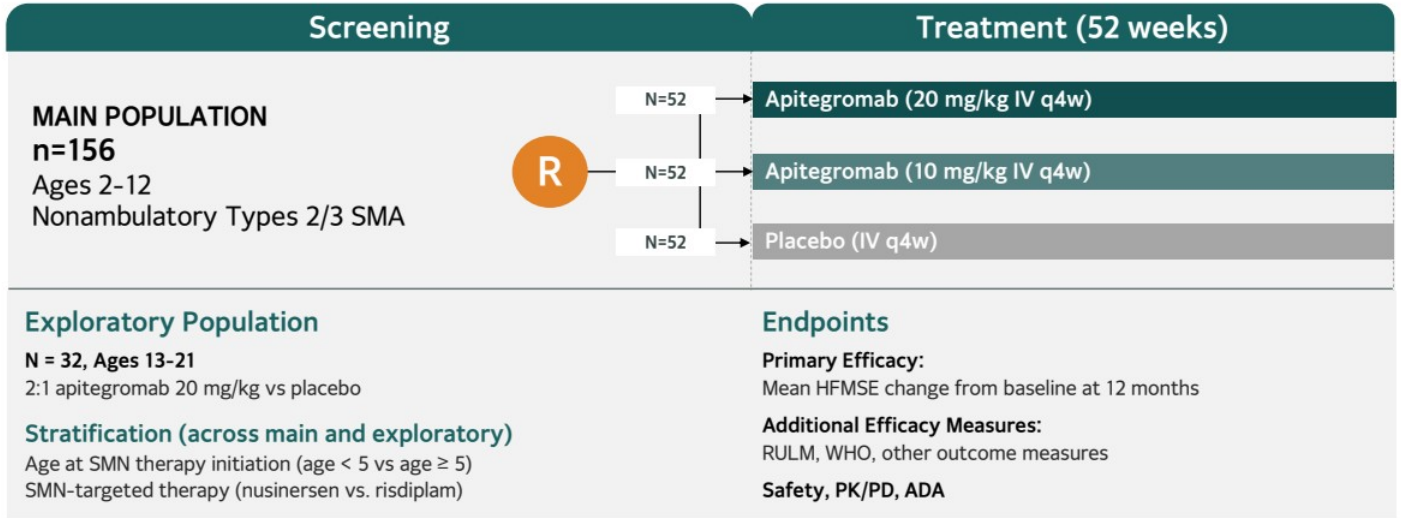 Screening
Treatment (52 weeks)
MAIN POPULATION
n=156
Ages 2-12
Nonambulatory Types 2/3 SMA
R
N=52
Apitegromab (20 mg/kg IV q4w)
N=52
Apitegromab (10 mg/kg IV q4w)
N=52
Placebo (IV q4w)
Exploratory Population
N = 32, Ages 13-21
2:1 apitegromab 20 mg/kg vs placebo
Stratification (across main and exploratory)
Age at SMN therapy initiation (age < 5 vs age ≥ 5)
SMN-targeted therapy (nusinersen vs. risdiplam)
Endpoints
Primary Efficacy:
Mean HFMSE change from baseline at 12 months
Additional Efficacy Measures:
RULM, WHO, other outcome measures
Safety, PK/PD, ADA